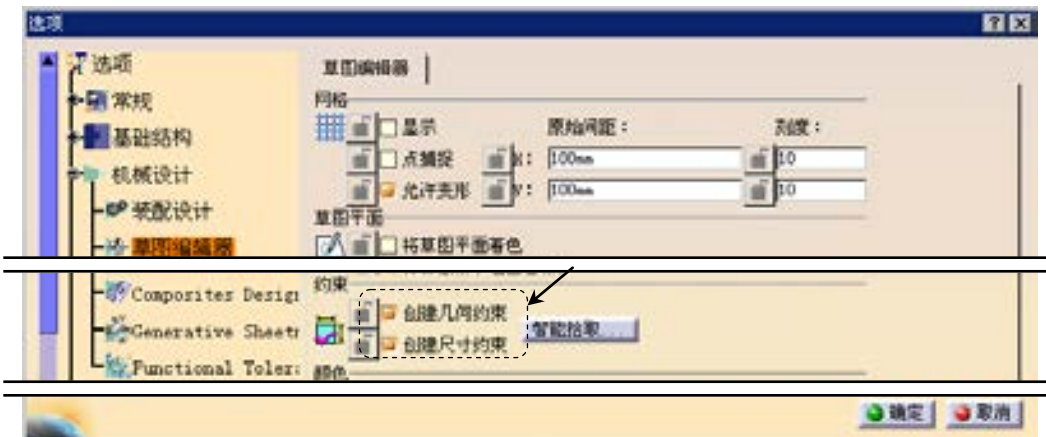 选项
选项
常规
基础结构
机械设计
装配设计
草图编辑器
Composites Desig
Generative Sheet
Functional Toler
草图编辑器
网格
显示 原始间距： 刻度：
点捕捉 H： 100mm 10
允许变形 V： 100mm 10
草图平面
将草图平面着色
约束
创建几何约束
创建尺寸约束
智能拾取...
颜色
确定 取消